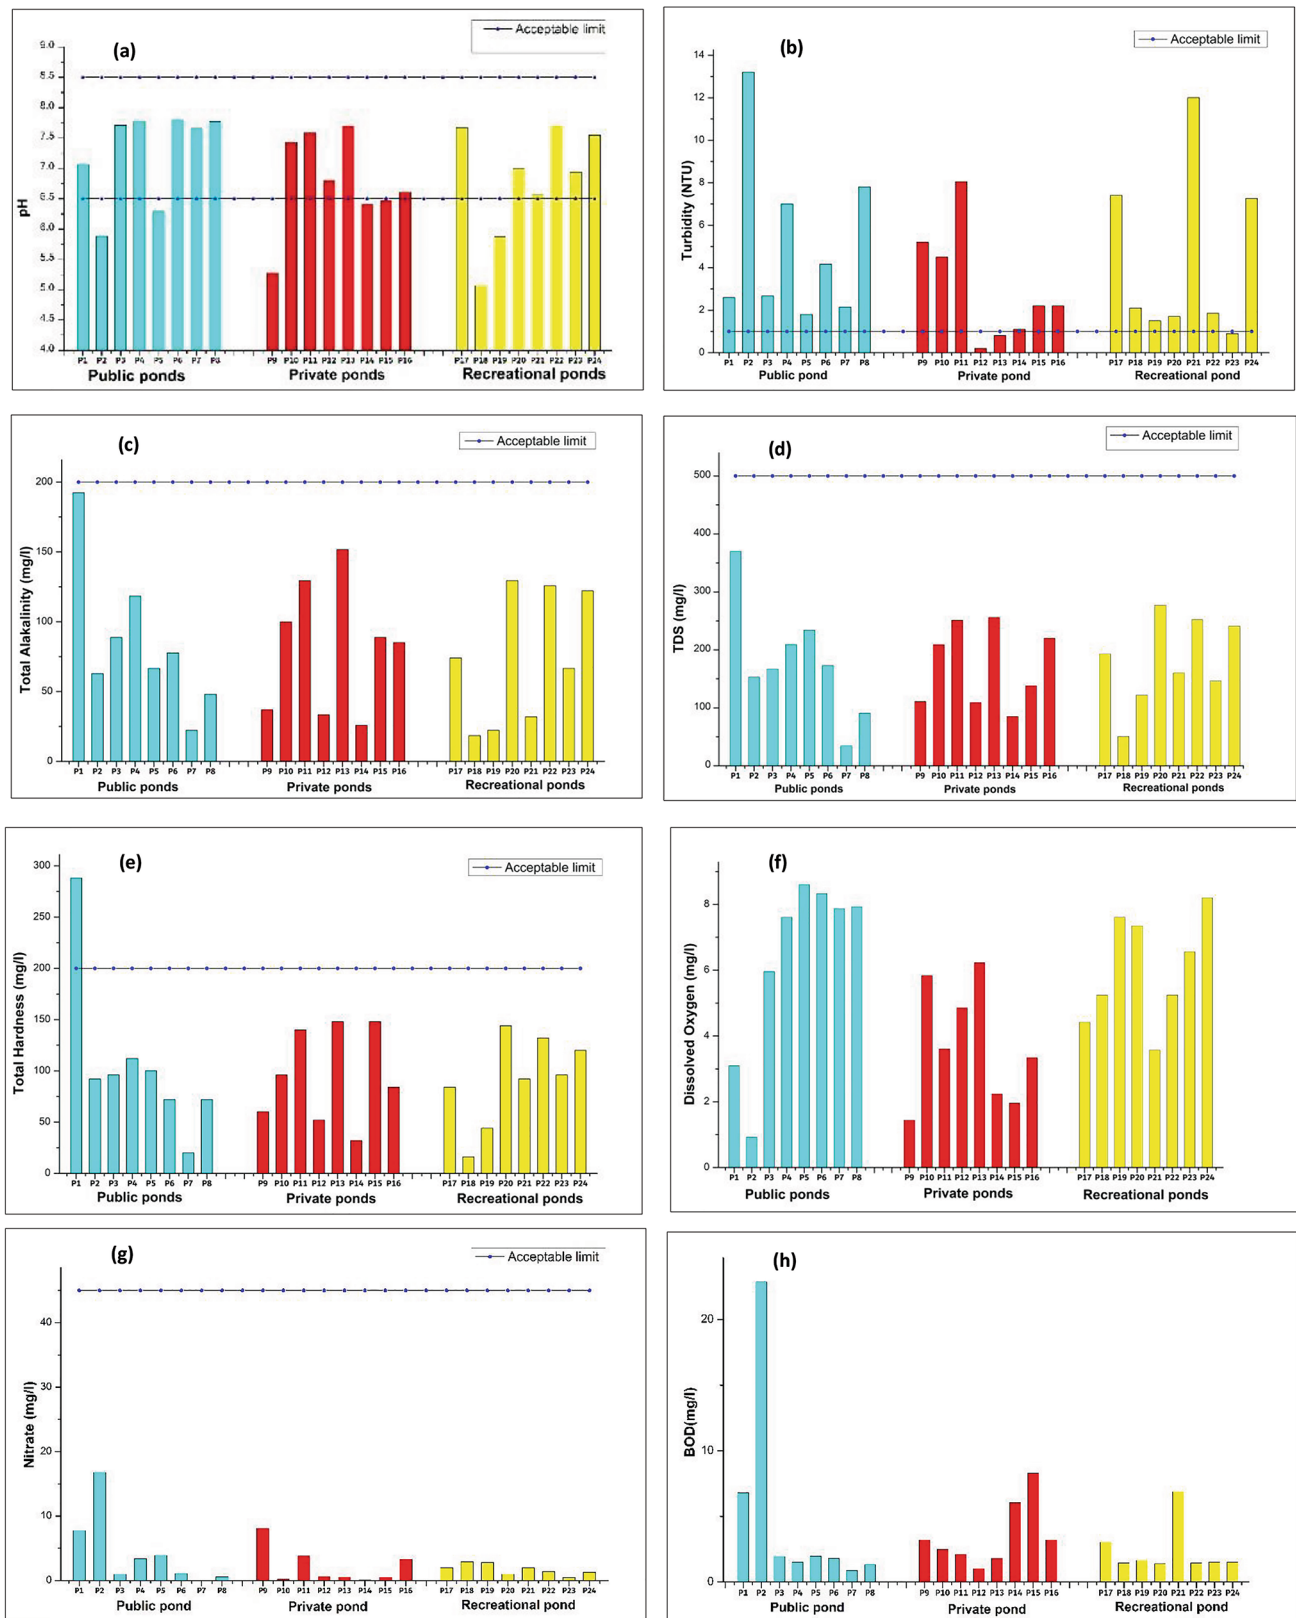 (a)
Acceptable limit
9.0
8.5
8.0
7.5
7.0
6.5
6.0
5.5
5.0
4.5
4.0
pH
P1 P2 P3 P4 P5 P6 P7 P8 P9 P10 P11 P12 P13 P14 P15 P16 P17 P18 P19 P20 P21 P22 P23 P24
Public ponds Private ponds Recreational ponds
(b)
Acceptable limit
14
12
10
8
6
4
2
0
Turbidity (NTU)
P1 P2 P3 P4 P5 P6 P7 P8 P9 P10 P11 P12 P13 P14 P15 P16 P17 P18 P19 P20 P21 P22 P23 P24
Public pond Private pond Recreational pond
(c)
Acceptable limit
200
150
100
50
0
Total Alakalinity (mg/l)
P1 P2 P3 P4 P5 P6 P7 P8 P9 P10 P11 P12 P13 P14 P15 P16 P17 P18 P19 P20 P21 P22 P23 P24
Public ponds Private ponds Recreational ponds
(d)
Acceptable limit
500
400
300
200
100
0
TDS (mg/l)
P1 P2 P3 P4 P5 P6 P7 P8 P9 P10 P11 P12 P13 P14 P15 P16 P17 P18 P19 P20 P21 P22 P23 P24
Public ponds Private ponds Recreational ponds
(e)
Acceptable limit
300
250
200
150
100
50
0
Total Hardness (mg/l)
P1 P2 P3 P4 P5 P6 P7 P8 P9 P10 P11 P12 P13 P14 P15 P16 P17 P18 P19 P20 P21 P22 P23 P24
Public ponds Private ponds Recreational ponds
(f)
8
6
4
2
0
Dissolved Oxygen (mg/l)
P1 P2 P3 P4 P5 P6 P7 P8 P9 P10 P11 P12 P13 P14 P15 P16 P17 P18 P19 P20 P21 P22 P23 P24
Public ponds Private ponds Recreational ponds
(g)
Acceptable limit
40
30
20
10
0
Nitrate (mg/l)
P1 P2 P3 P4 P5 P6 P7 P8 P9 P10 P11 P12 P13 P14 P15 P16 P17 P18 P19 P20 P21 P22 P23 P24
Public pond Private pond Recreational pond
(h)
20
10
0
BOD(mg/l)
P1 P2 P3 P4 P5 P6 P7 P8 P9 P10 P11 P12 P13 P14 P15 P16 P17 P18 P19 P20 P21 P22 P23 P24
Public pond Private pond Recreational pond